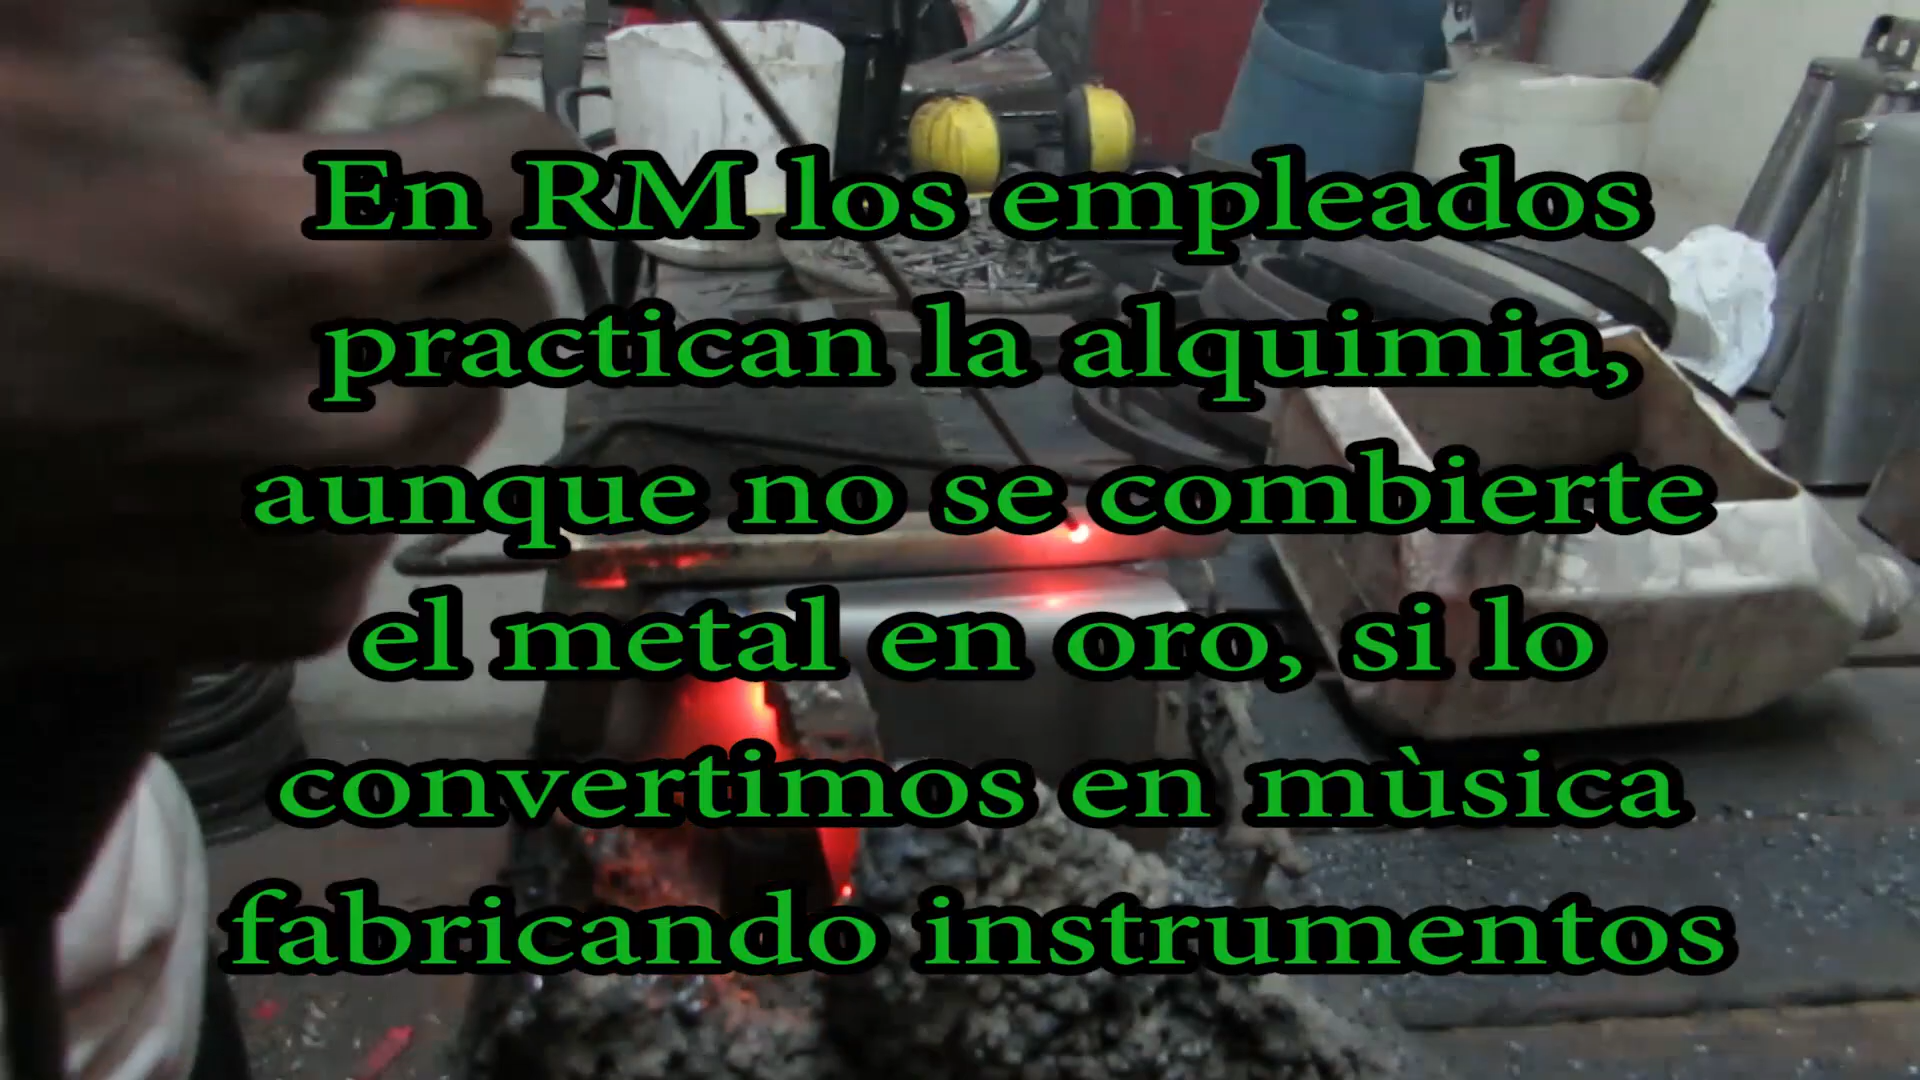 En RM los empleados
practican la alquimia,
aunque no se combierte
el metal en oro, si lo
convertimos en mùsica
fabricando instrumentos